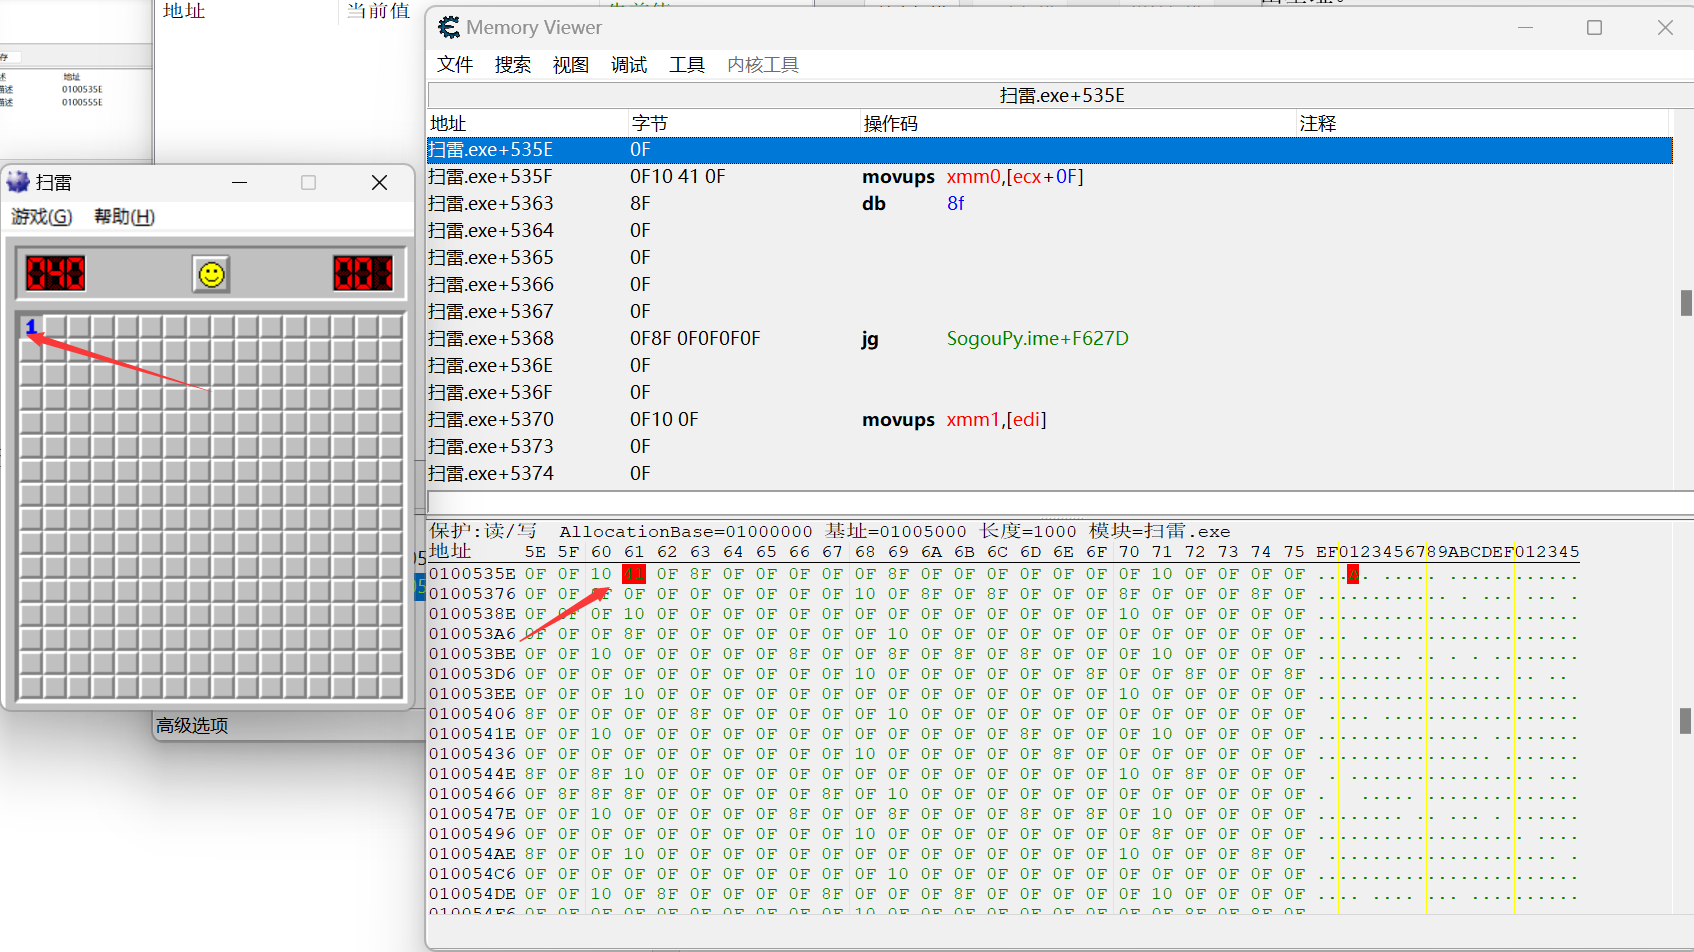 地址 当前值
Memory Viewer
地址
0100535E
0100555E
文件 搜索 视图 调试 工具 内核工具
扫雷.exe+535E
地址 字节 操作码 注释
扫雷.exe+535E 0F
扫雷.exe+535F 0F10 41 0F movups xmm0,[ecx+0F]
扫雷.exe+5363 8F db 8f
扫雷.exe+5364 0F
扫雷.exe+5365 0F
扫雷.exe+5366 0F
扫雷.exe+5367 0F
扫雷.exe+5368 0F8F 0F0F0F0F jg SogouPy.ime+F627D
扫雷.exe+536E 0F
扫雷.exe+536F 0F
扫雷.exe+5370 0F10 0F movups xmm1,[edi]
扫雷.exe+5373 0F
扫雷.exe+5374 0F
扫雷
游戏(G) 帮助(H)
040 001
1
高级选项
保护:读/写 AllocationBase=01000000 基址=01005000 长度=1000 模块=扫雷.exe
地址 5E 5F 60 61 62 63 64 65 66 67 68 69 6A 6B 6C 6D 6E 6F 70 71 72 73 74 75 EF0123456789ABCDEF012345
0100535E 0F 0F 10 41 0F 8F 0F 0F 0F 0F 0F 8F 0F 0F 0F 0F 0F 0F 0F 10 0F 0F 0F 0F
01005376 0F 0F 0F 0F 0F 0F 0F 0F 0F 0F 10 0F 8F 0F 8F 0F 0F 0F 8F 0F 0F 0F 8F 0F
0100538E 0F 0F 0F 10 0F 0F 0F 0F 0F 0F 0F 0F 0F 0F 0F 0F 0F 0F 10 0F 0F 0F 0F 0F
010053A6 0F 0F 0F 8F 0F 0F 0F 0F 0F 0F 0F 10 0F 0F 0F 0F 0F 0F 0F 0F 0F 0F 0F 0F
010053BE 0F 0F 10 0F 0F 0F 0F 0F 8F 0F 0F 8F 0F 8F 0F 8F 0F 0F 0F 10 0F 0F 0F 0F
010053D6 0F 0F 0F 0F 0F 0F 0F 0F 0F 0F 10 0F 0F 0F 0F 0F 0F 8F 0F 0F 8F 0F 0F 8F
010053EE 0F 0F 0F 10 0F 0F 0F 0F 0F 0F 0F 0F 0F 0F 0F 0F 0F 0F 10 0F 0F 0F 0F 0F
01005406 8F 0F 0F 0F 0F 8F 0F 0F 0F 0F 0F 10 0F 0F 0F 0F 0F 0F 0F 0F 0F 0F 0F 0F
0100541E 0F 0F 10 0F 0F 0F 0F 0F 0F 0F 0F 0F 0F 0F 0F 8F 0F 0F 0F 10 0F 0F 0F 0F
01005436 0F 0F 0F 0F 0F 0F 0F 0F 0F 0F 10 0F 0F 0F 0F 0F 8F 0F 0F 0F 0F 0F 0F 0F
0100544E 8F 0F 8F 10 0F 0F 0F 0F 0F 0F 0F 0F 0F 0F 0F 0F 0F 0F 10 0F 8F 0F 0F 0F
01005466 0F 8F 8F 8F 0F 0F 0F 0F 0F 8F 0F 10 0F 0F 0F 0F 0F 0F 0F 0F 0F 0F 0F 0F
0100547E 0F 0F 10 0F 0F 0F 0F 0F 8F 0F 0F 8F 0F 0F 0F 8F 0F 8F 0F 10 0F 0F 0F 0F
01005496 0F 0F 0F 0F 0F 0F 0F 0F 0F 0F 10 0F 0F 0F 0F 0F 0F 0F 0F 8F 0F 0F 0F 0F
010054AE 8F 0F 0F 10 0F 0F 0F 0F 0F 0F 0F 0F 0F 0F 0F 0F 0F 0F 10 0F 0F 0F 8F 0F
010054C6 0F 0F 0F 0F 0F 0F 0F 0F 0F 0F 0F 10 0F 0F 0F 0F 0F 0F 0F 0F 0F 0F 0F 0F
010054DE 0F 0F 10 0F 8F 0F 0F 0F 0F 8F 0F 0F 0F 8F 0F 0F 0F 0F 0F 10 0F 0F 0F 0F
010054F6 0F 0F 0F 0F 0F 0F 0F 0F 0F 0F 10 0F 0F 0F 0F 0F 0F 0F 0F 0F 8F 0F 8F 0F